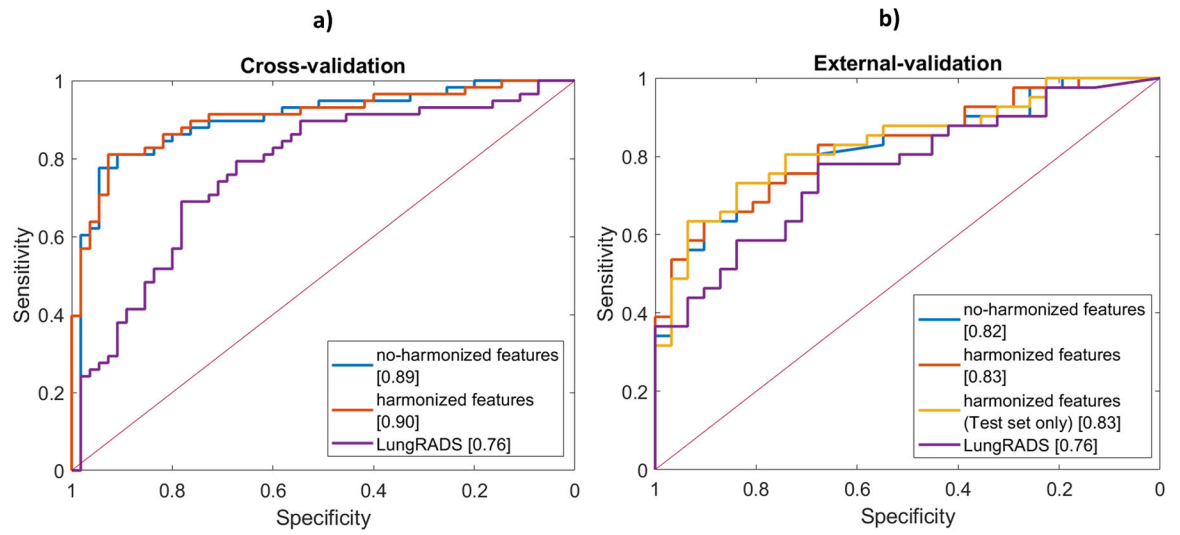 a)
Cross-validation
Sensitivity
1
0.8
0.6
0.4
0.2
0
1
0.8
0.6
0.4
0.2
0
Specificity
no-harmonized features
[0.89]
harmonized features
[0.90]
LungRADS [0.76]
b)
External-validation
Sensitivity
1
0.8
0.6
0.4
0.2
0
1
0.8
0.6
0.4
0.2
0
Specificity
no-harmonized features
[0.82]
harmonized features
[0.83]
harmonized features
(Test set only) [0.83]
LungRADS [0.76]